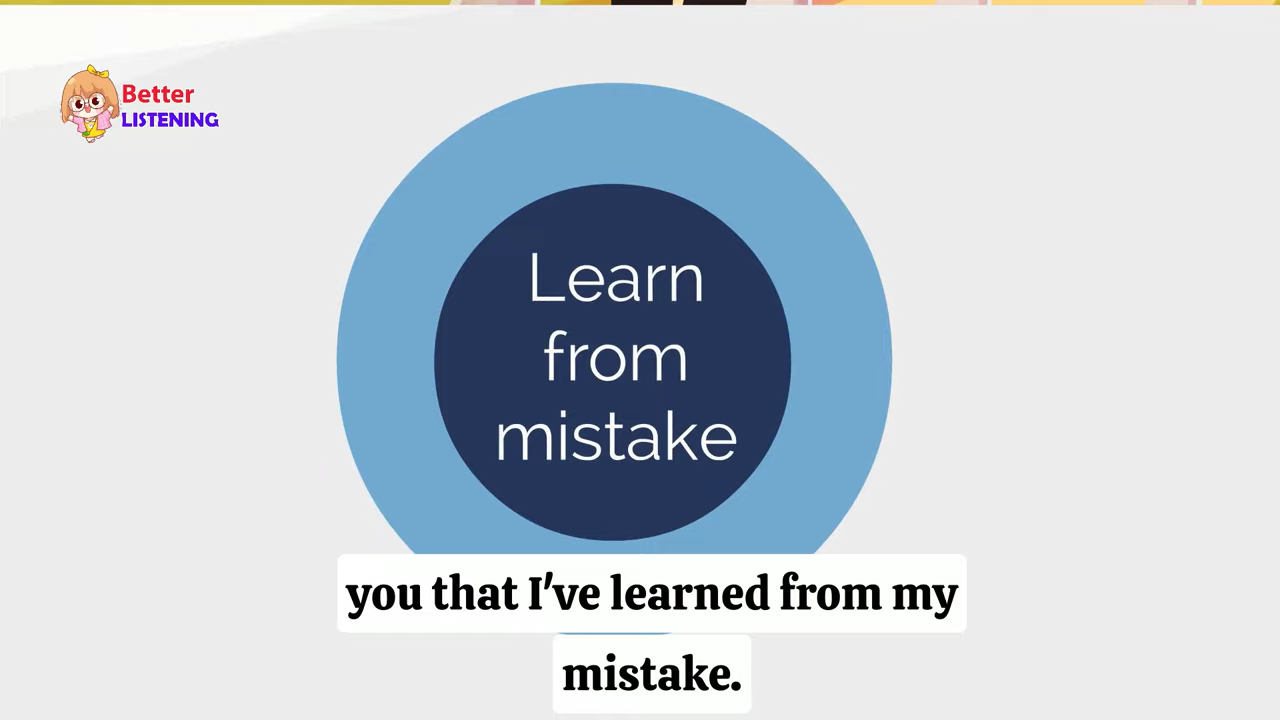 Better
LISTENING
Learn
from
mistake
you that I've learned from my
mistake.